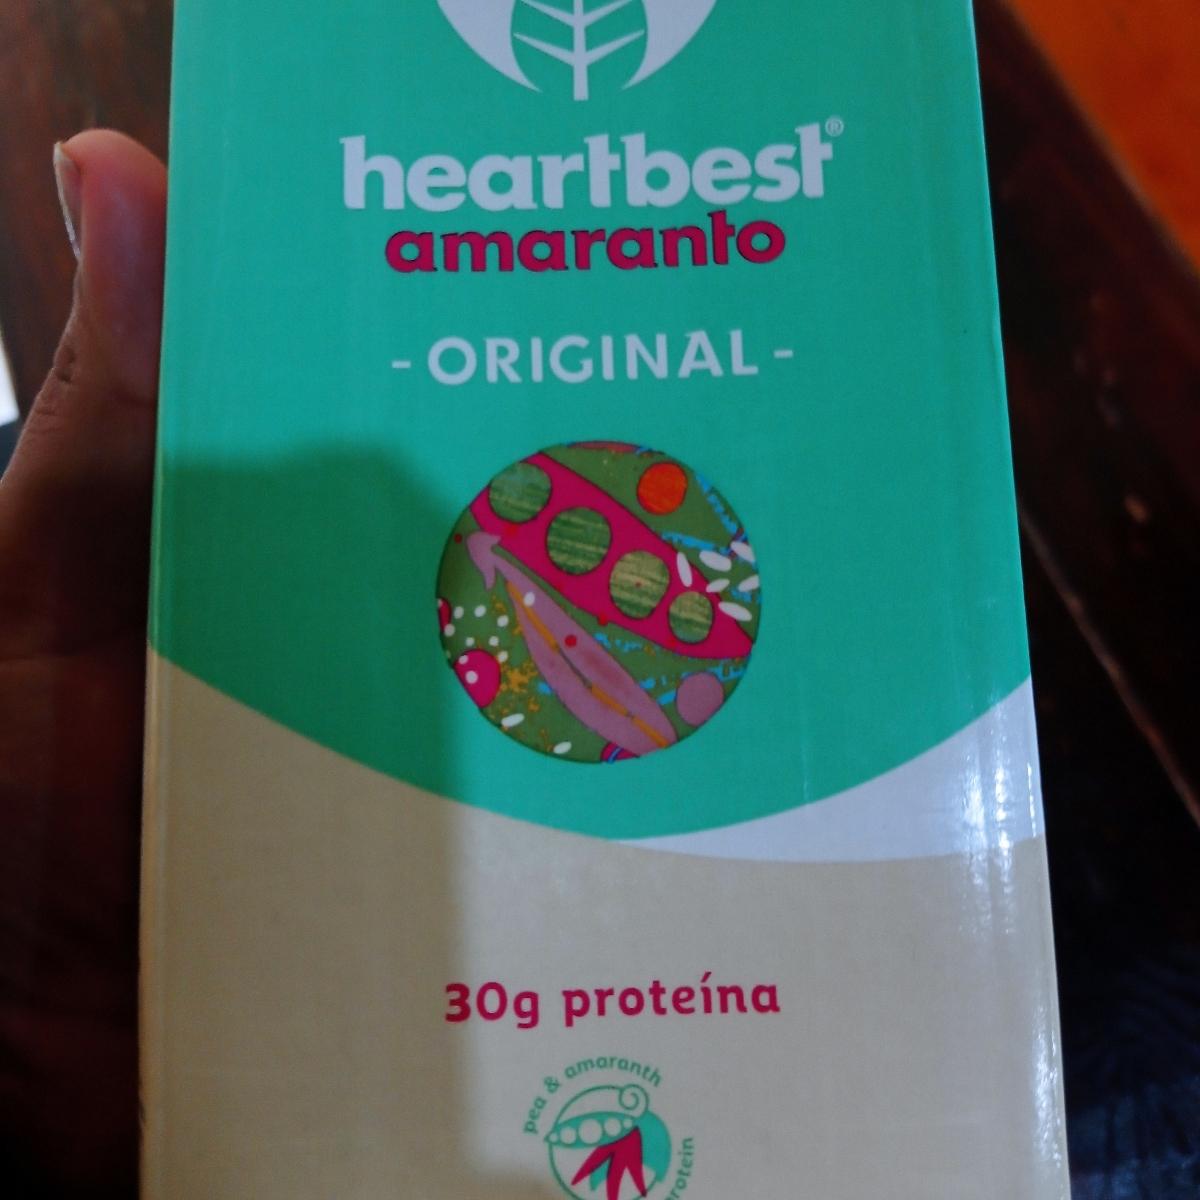 heartbest®
amaranto
- ORIGINAL -
30g proteína
pea & amaranth
protein